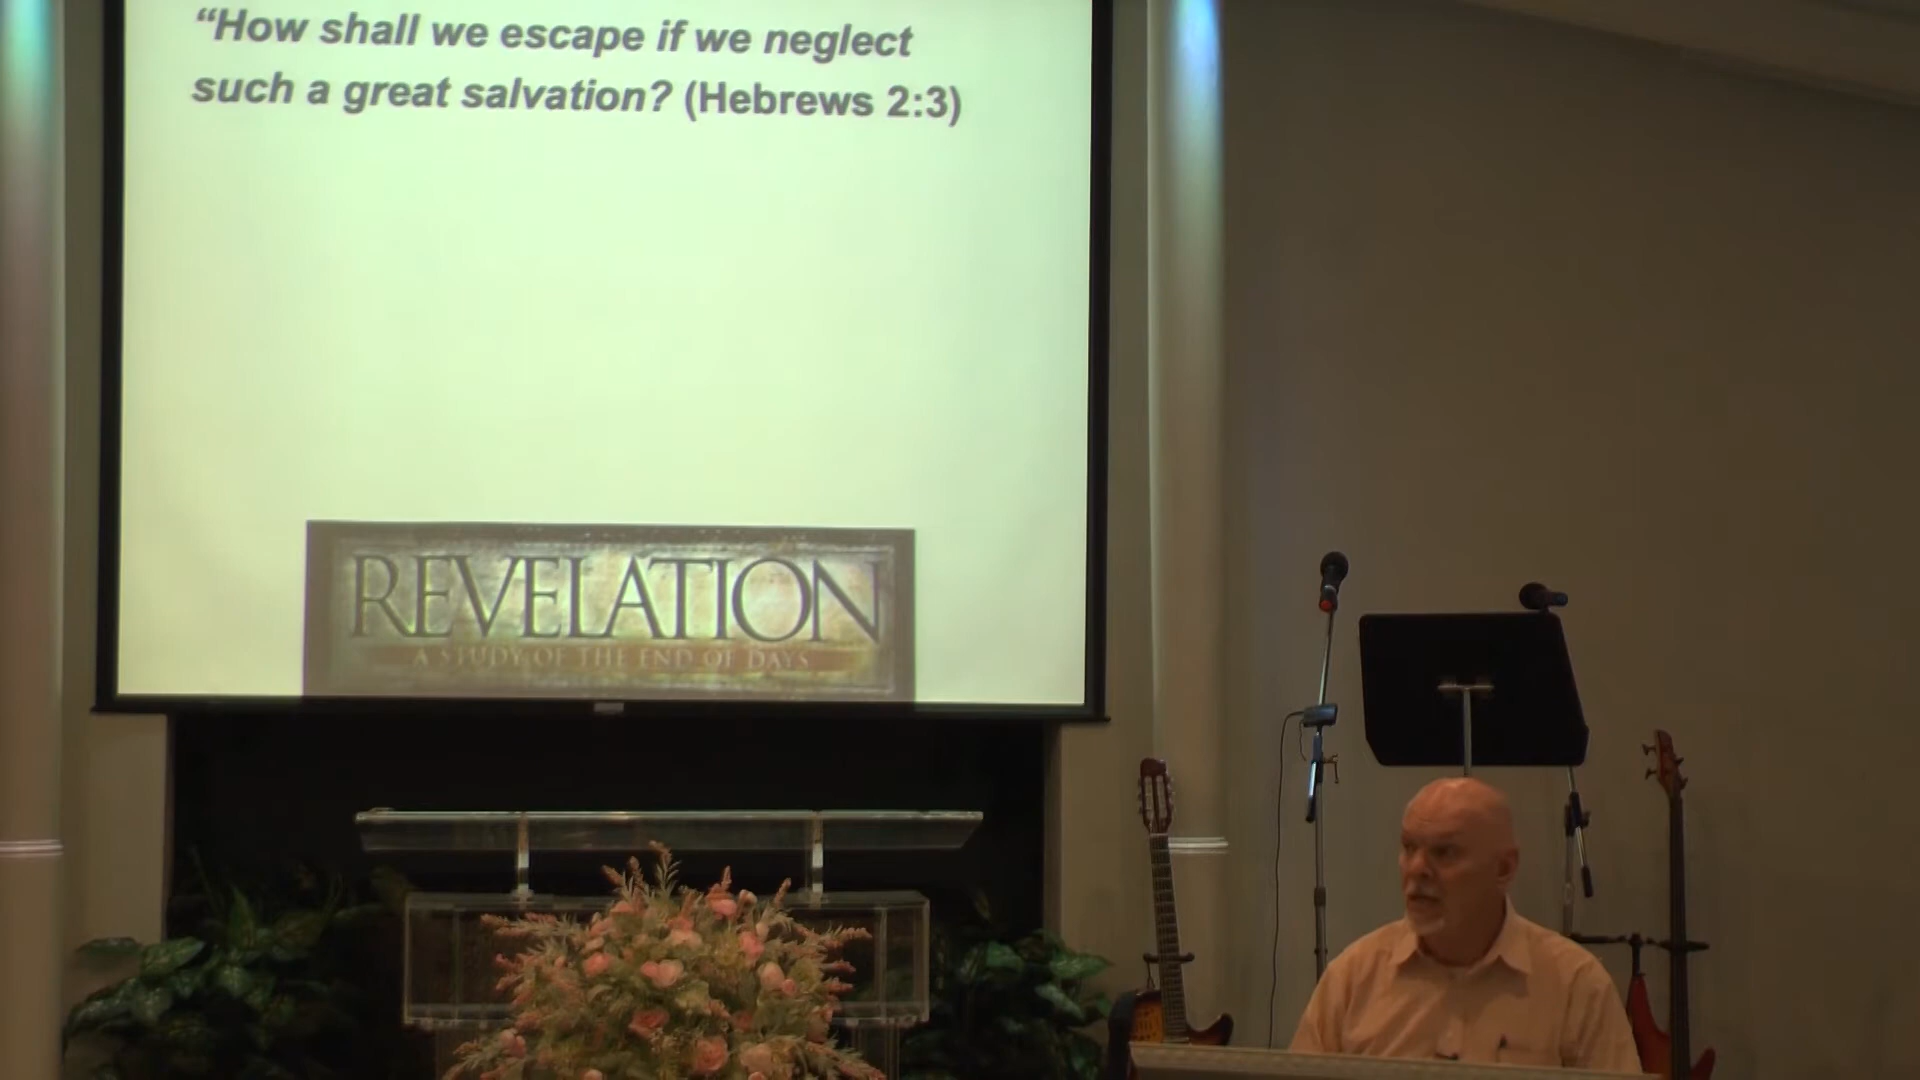 “How shall we escape if we neglect
such a great salvation? (Hebrews 2:3)
REVELATION
A STUDY OF THE END OF DAYS